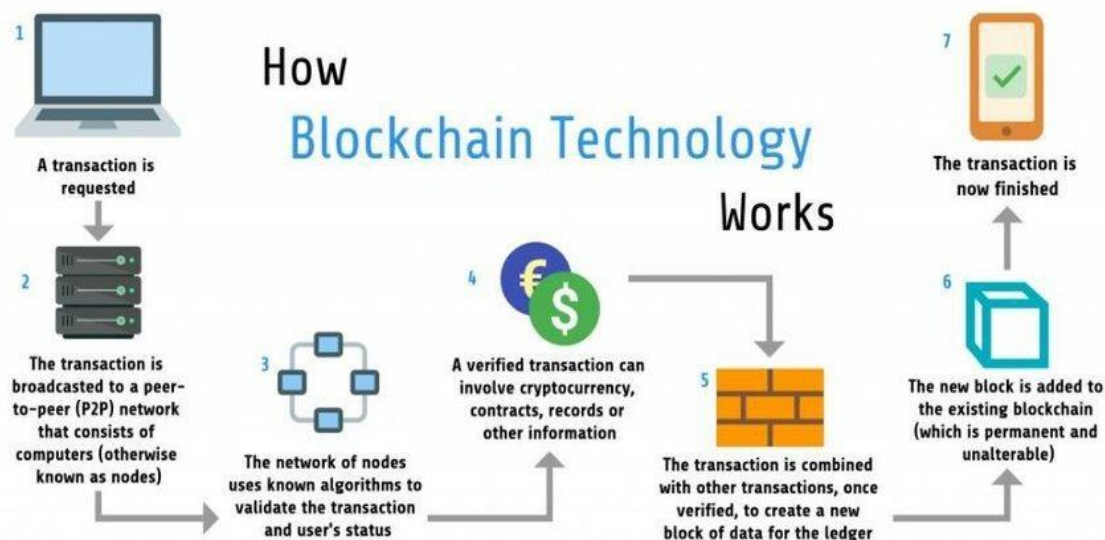 How
Blockchain Technology
Works
1
A transaction is
requested
2
The transaction is
broadcasted to a peer-
to-peer (P2P) network
that consists of
computers (otherwise
known as nodes)
3
The network of nodes
uses known algorithms to
validate the transaction
and user's status
4
€
$
A verified transaction can
involve cryptocurrency,
contracts, records or
other information
5
The transaction is combined
with other transactions, once
verified, to create a new
block of data for the ledger
6
The new block is added to
the existing blockchain
(which is permanent and
unalterable)
7
The transaction is
now finished